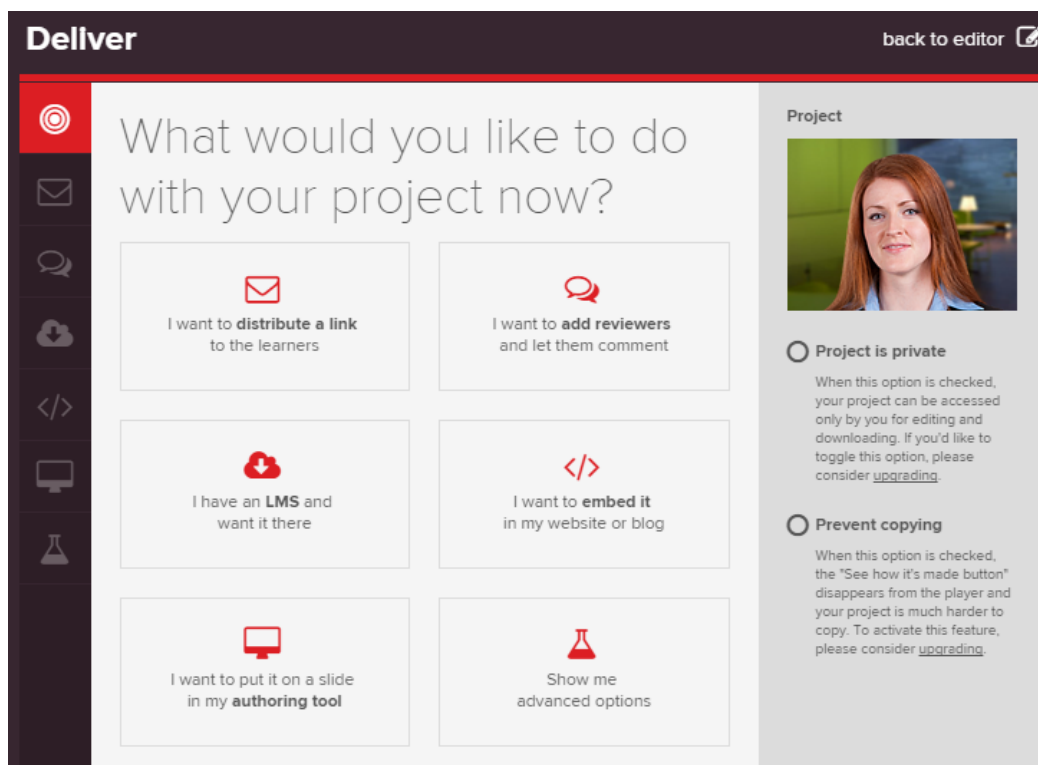 Deliver
back to editor
What would you like to do
with your project now?
I want to distribute a link
to the learners
I want to add reviewers
and let them comment
I have an LMS and
want it there
I want to embed it
in my website or blog
I want to put it on a slide
in my authoring tool
Show me
advanced options
Project
Project is private
When this option is checked,
your project can be accessed
only by you for editing and
downloading. If you'd like to
toggle this option, please
consider upgrading.
Prevent copying
When this option is checked,
the "See how it's made button"
disappears from the player and
your project is much harder to
copy. To activate this feature,
please consider upgrading.